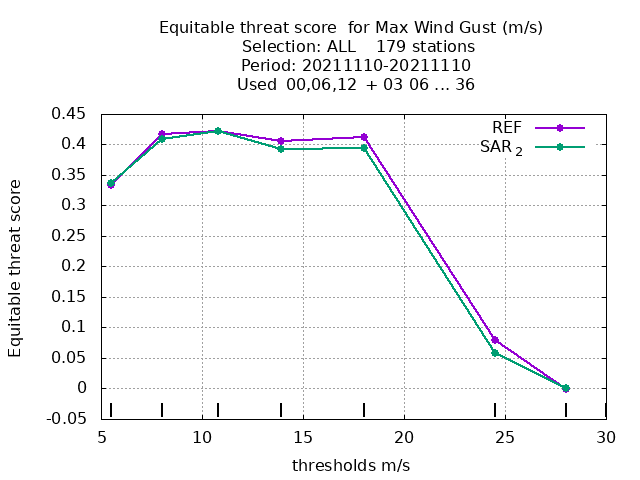 Equitable threat score  for Max Wind Gust (m/s)
Selection: ALL    179 stations
Period: 20211110-20211110
Used  00,06,12  + 03 06 ... 36
REF
SAR 2
0.45
0.4
0.35
0.3
0.25
0.2
0.15
0.1
0.05
0
-0.05
Equitable threat score
5 10 15 20 25 30
thresholds m/s